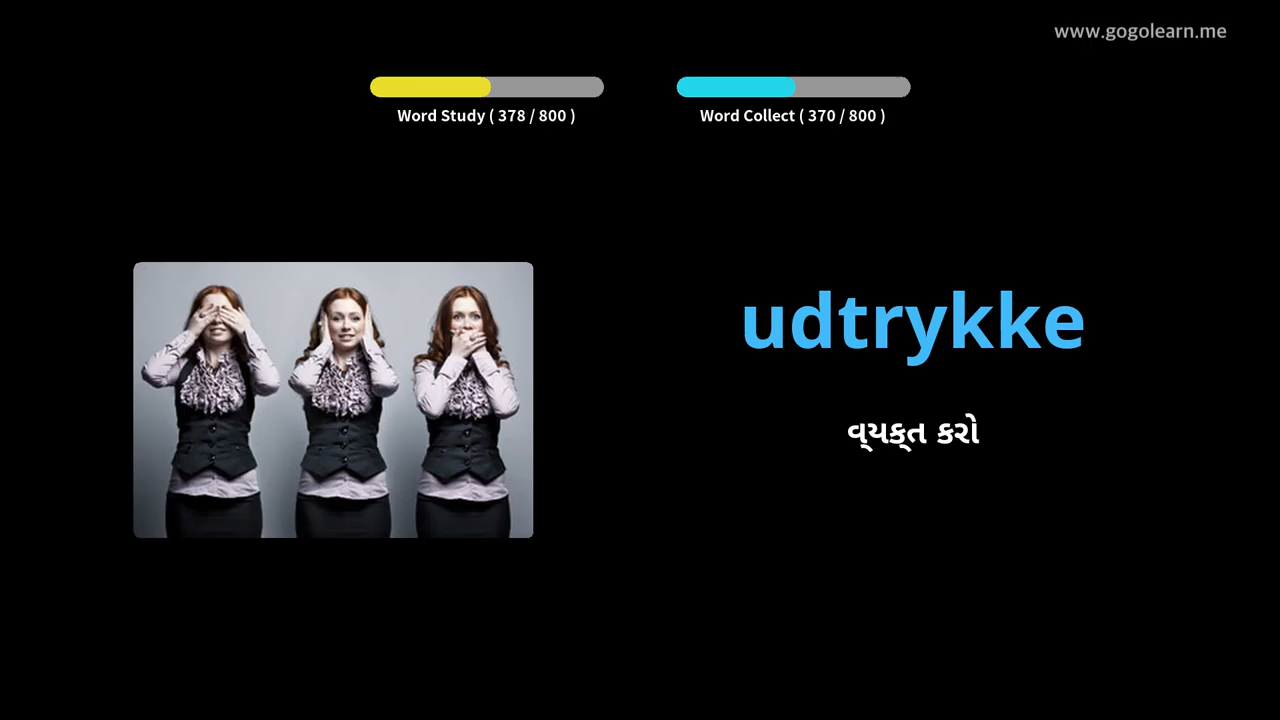 www.gogolearn.me
Word Study ( 378 / 800 )
Word Collect ( 370 / 800 )
udtrykke
વ્યક્ત કરો